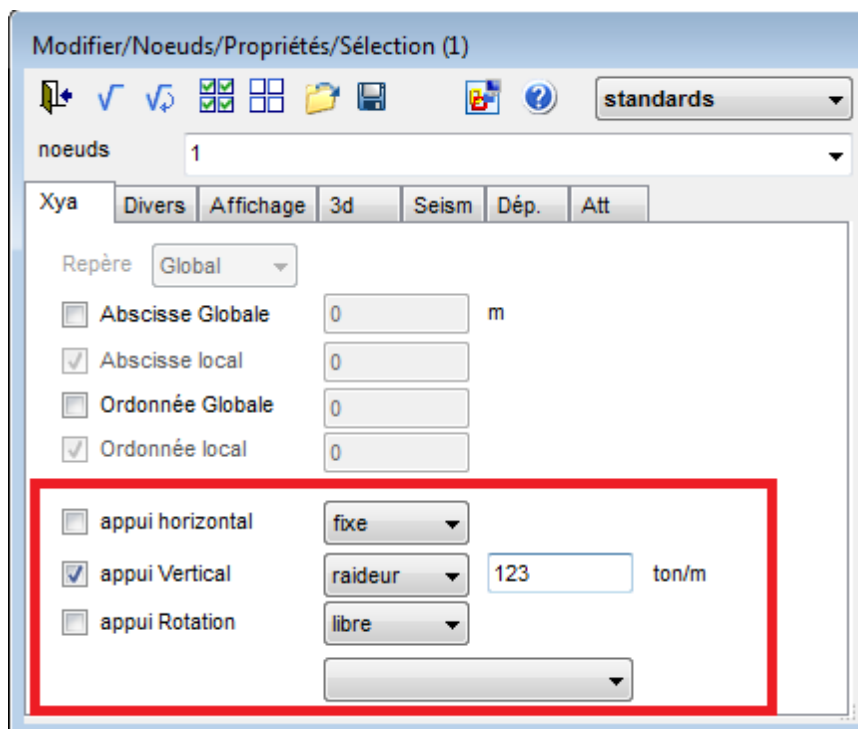 Modifier/Noeuds/Propriétés/Sélection (1)
standards
noeuds 1
Xya Divers Affichage 3d Seism Dép. Att
Repère Global
Abscisse Globale 0 m
Abscisse local 0
Ordonnée Globale 0
Ordonnée local 0
appui horizontal fixe
appui Vertical raideur 123 ton/m
appui Rotation libre